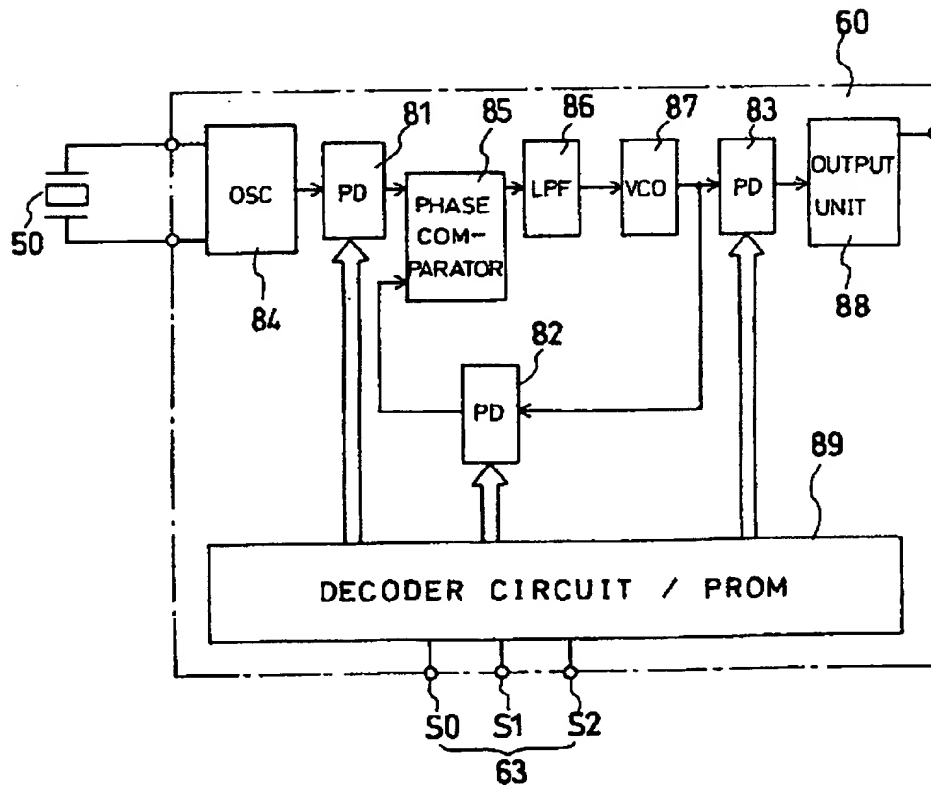 60
81
85
86
87
83
OSC
PD
PHASE
COM-
PARATOR
LPF
VCO
PD
OUTPUT
UNIT
50
84
88
82
PD
89
DECODER CIRCUIT / PROM
S0 S1 S2
63